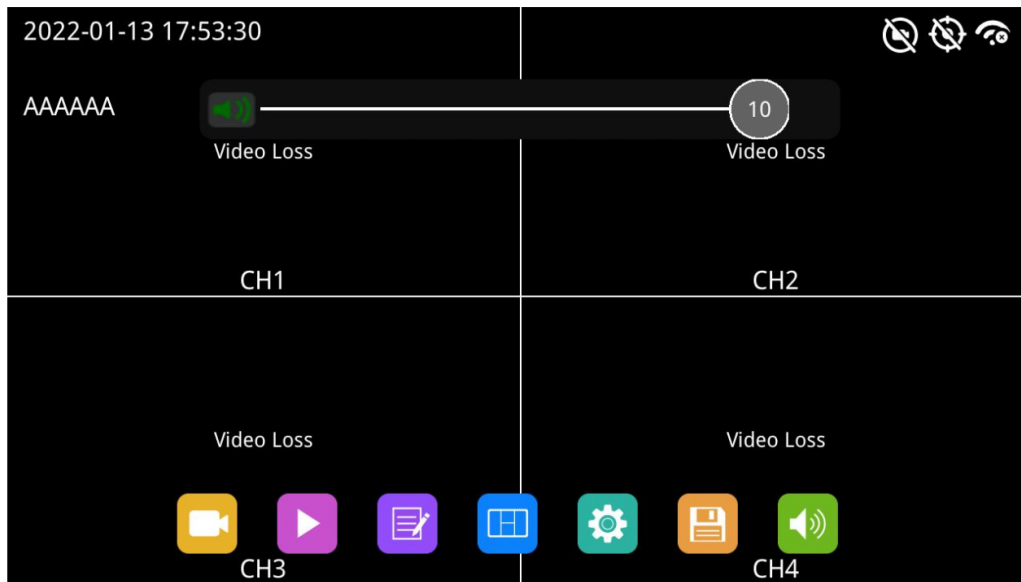 2022-01-13 17:53:30
AAAAAA
10
Video Loss
Video Loss
CH1
CH2
Video Loss
Video Loss
CH3
CH4